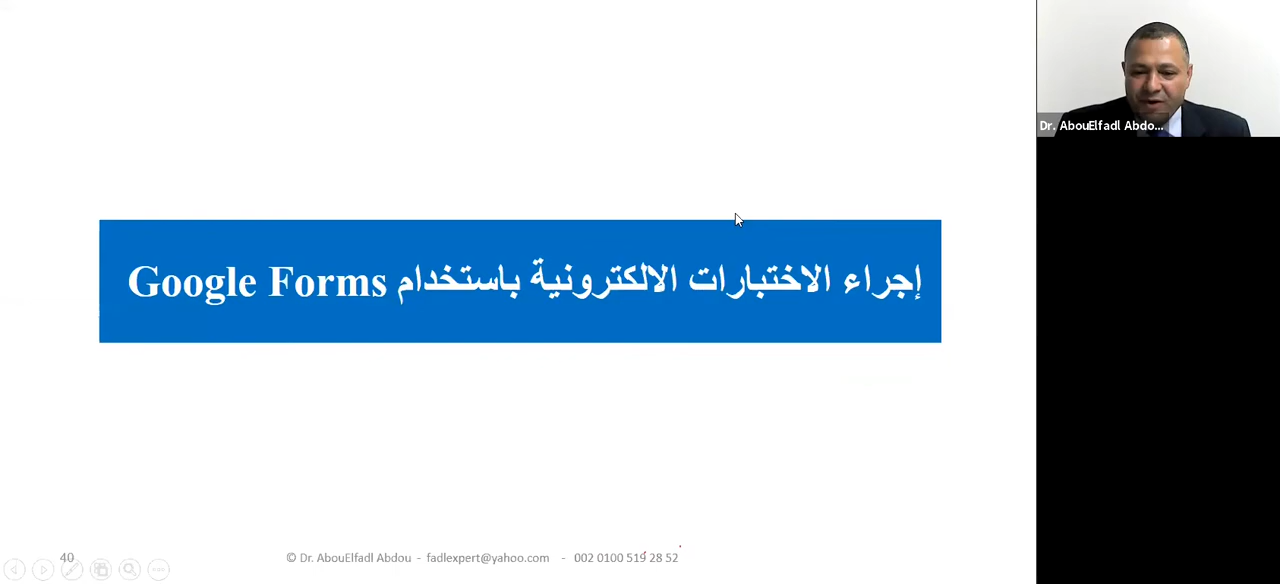 Dr. AbouElfadl Abdo...
إجراء الاختبارات الالكترونية باستخدام Google Forms
40
© Dr. AbouElfadl Abdou - fadlexpert@yahoo.com - 002 0100 519 28 52